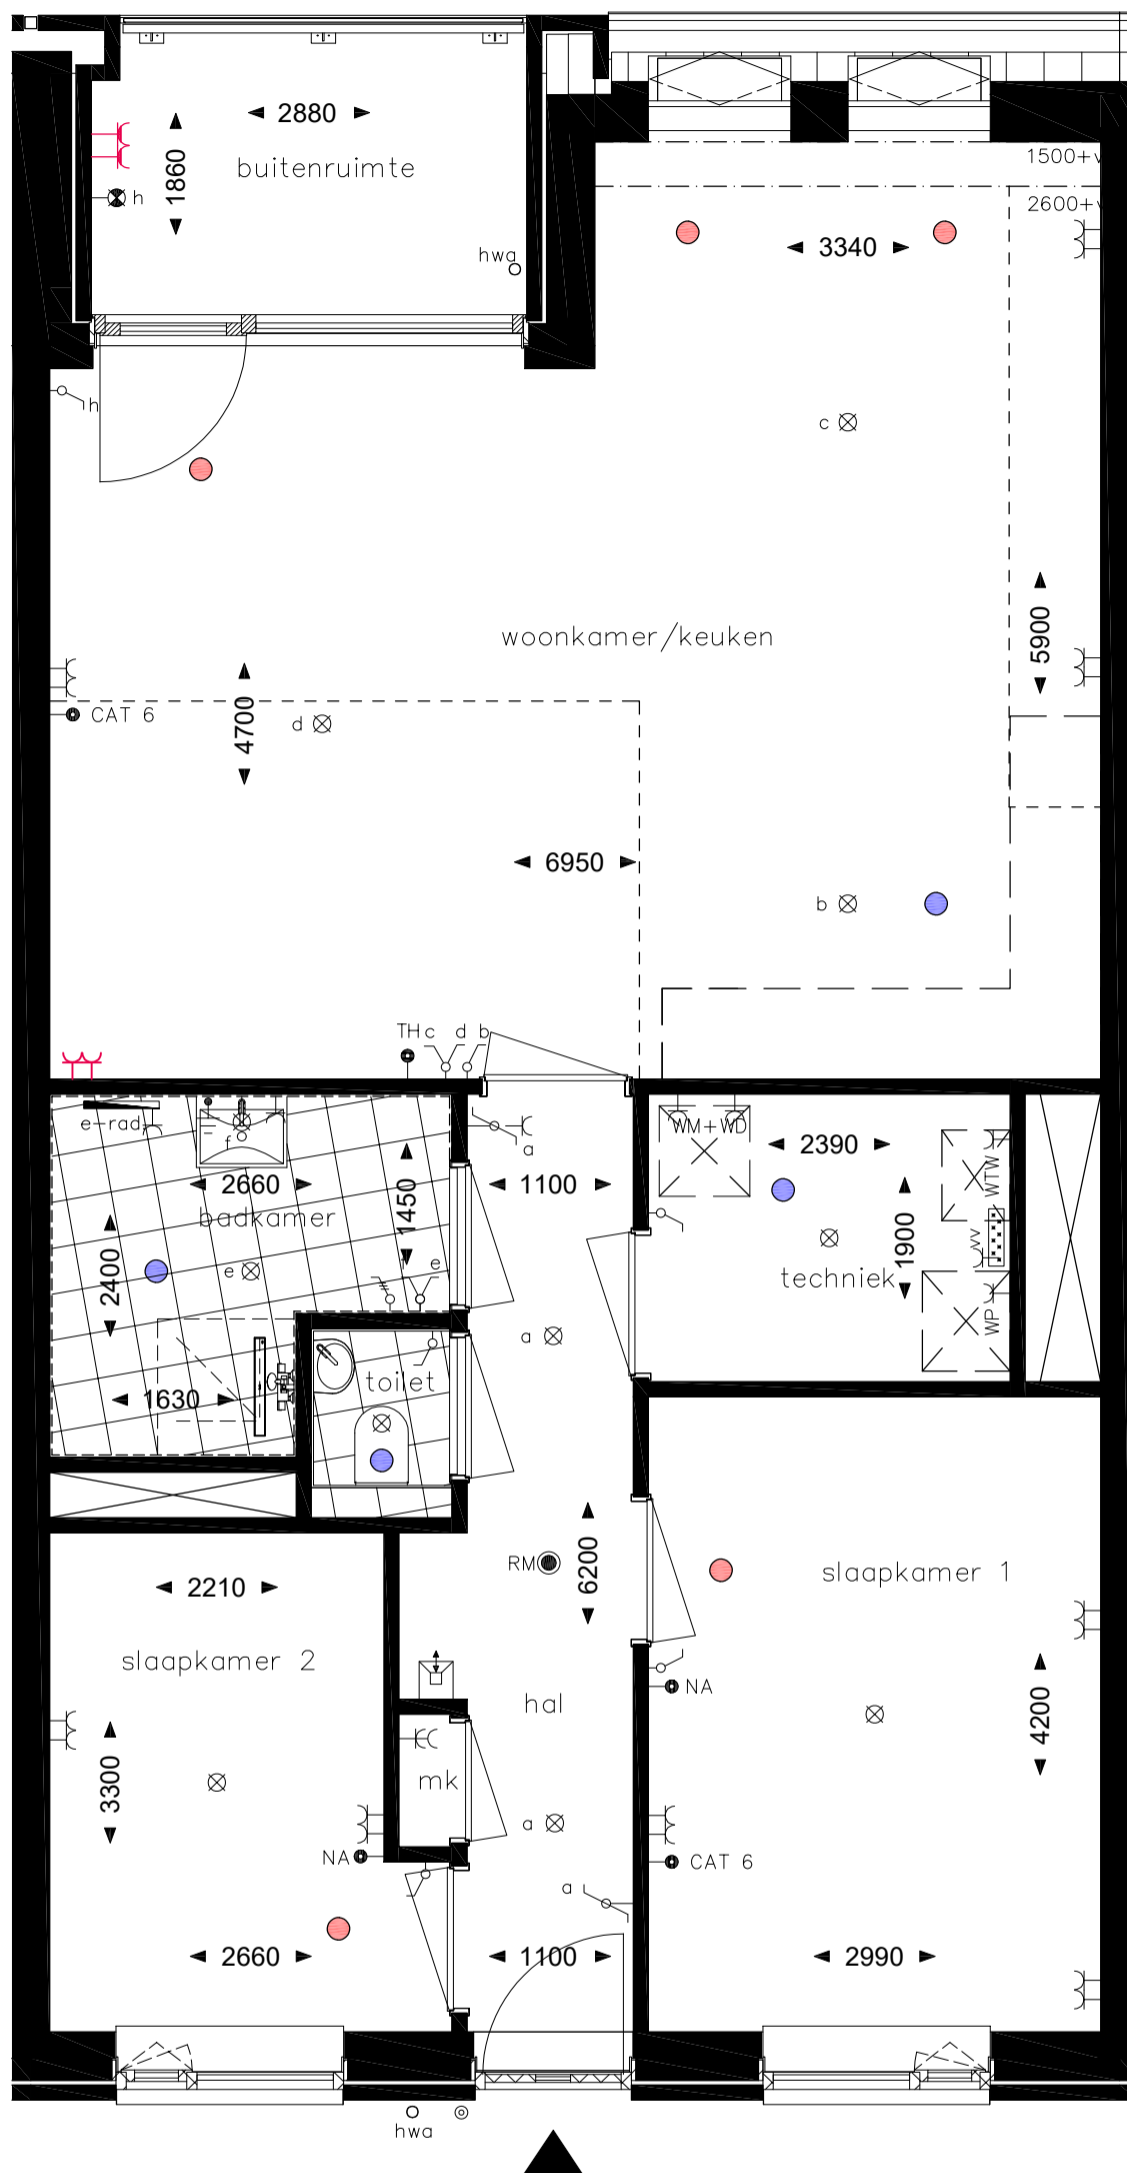 2880
1860
buitenruimte
h
hwa
1500+v
2600+v
3340
h
c
woonkamer/keuken
5900
CAT 6
d
4700
6950
b
TH c d b
e-rad.
f
a
WM+WD
2390
WTW
2660
1450
1100
badkamer
1900
vv
2400
e
e
techniek
WP
a
toilet
1630
RM
6200
2210
slaapkamer 1
slaapkamer 2
NA
hal
4200
3300
mk
a
NA
CAT 6
a
2660
1100
2990
hwa